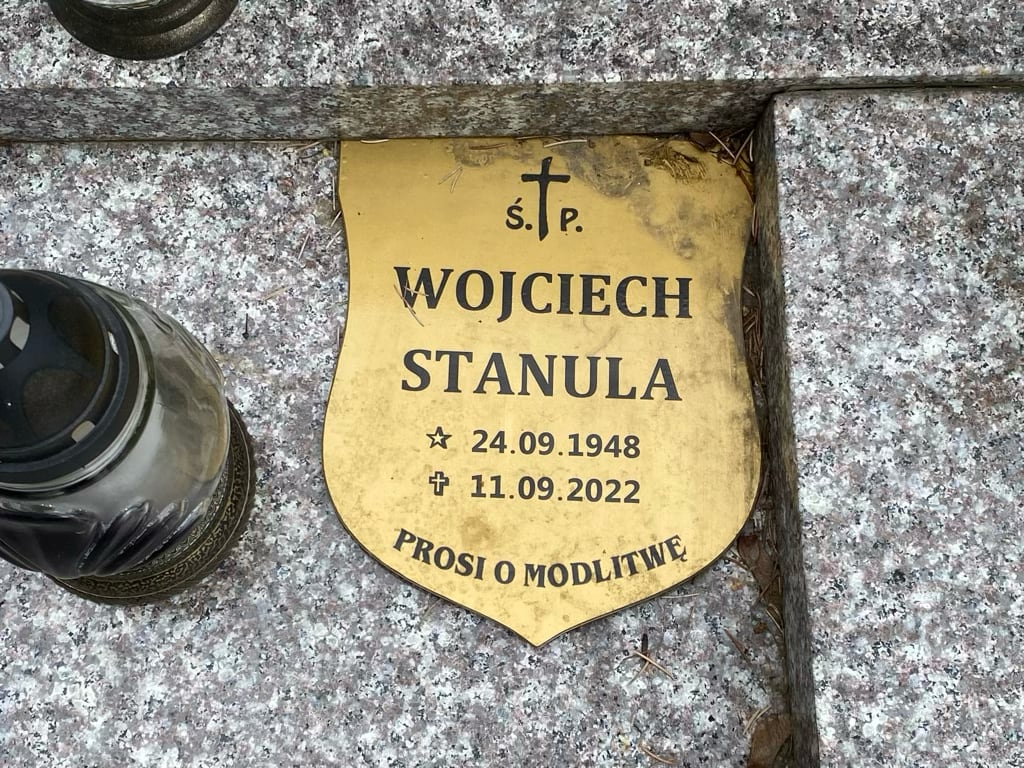 Ś. P.
WOJCIECH
STANULA
24.09.1948
11.09.2022
PROSI O MODLITWĘ